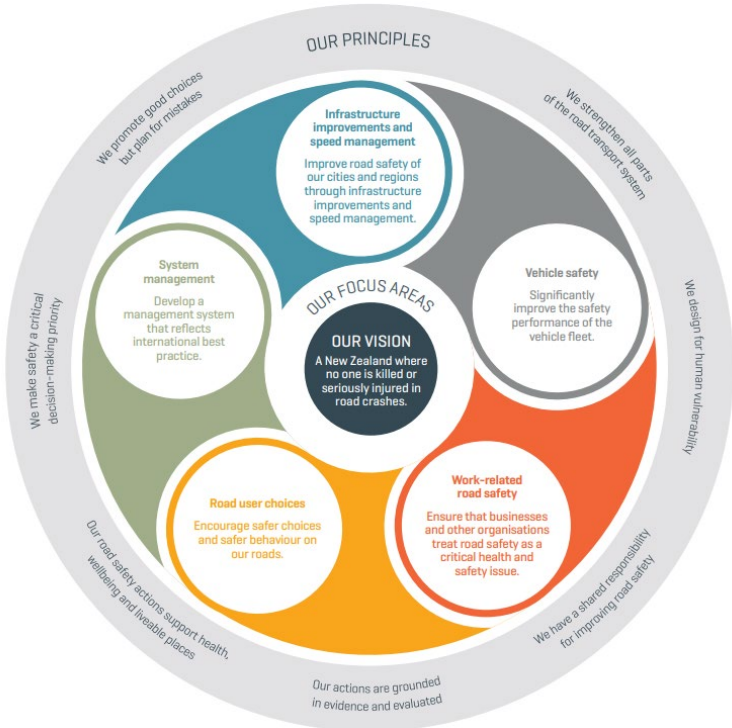 OUR PRINCIPLES
We promote good choices
but plan for mistakes
We strengthen all parts
of the road transport system
We design for human vulnerability
We have a shared responsibility
for improving road safety
Our actions are grounded
in evidence and evaluated
Our road safety actions support health,
wellbeing and liveable places
We make safety a critical
decision-making priority
Infrastructure
improvements and
speed management
Improve road safety of
our cities and regions
through infrastructure
improvements and
speed management.
Vehicle safety
Significantly
improve the safety
performance of the
vehicle fleet.
Work-related
road safety
Ensure that businesses
and other organisations
treat road safety as a
critical health and
safety issue.
Road user choices
Encourage safer choices
and safer behaviour on
our roads.
System
management
Develop a
management system
that reflects
international best
practice.
OUR FOCUS AREAS
OUR VISION
A New Zealand where
no one is killed or
seriously injured in
road crashes.